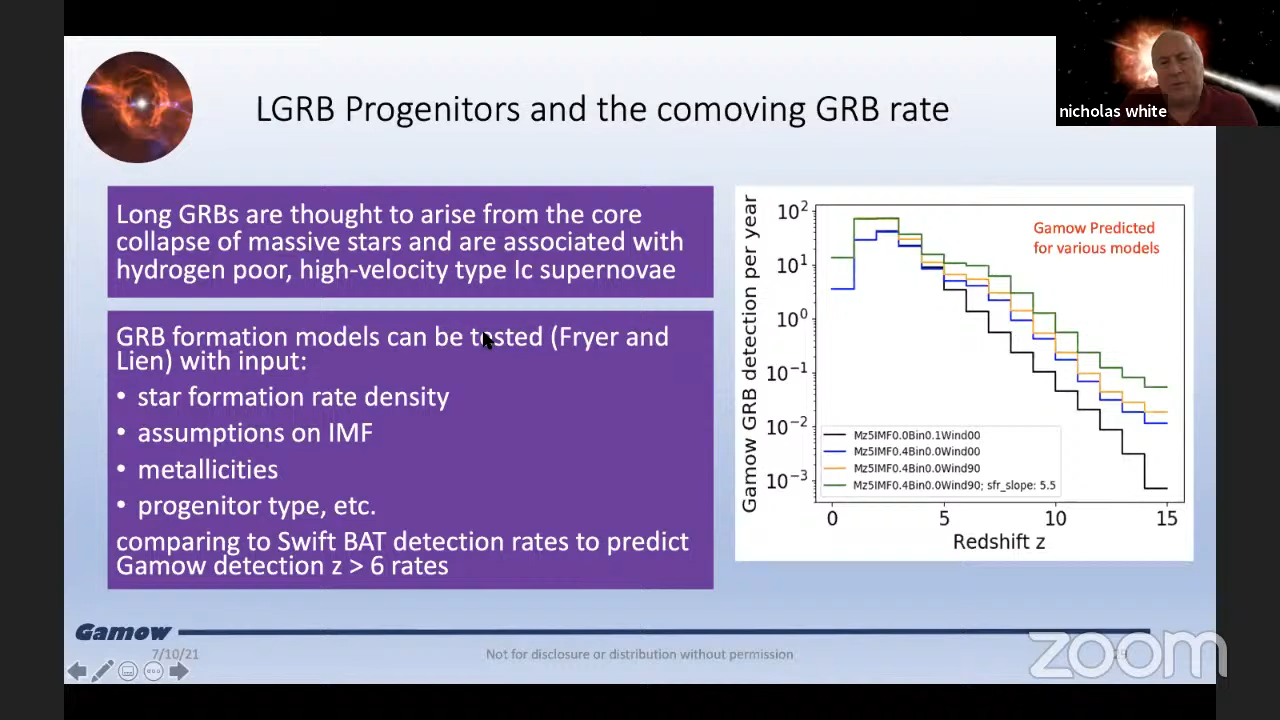 LGRB Progenitors and the comoving GRB rate
nicholas white
Long GRBs are thought to arise from the core
collapse of massive stars and are associated with
hydrogen poor, high-velocity type Ic supernovae
GRB formation models can be tested (Fryer and
Lien) with input:
• star formation rate density
• assumptions on IMF
• metallicities
• progenitor type, etc.
comparing to Swift BAT detection rates to predict
Gamow detection z > 6 rates
Gamow GRB detection per year
10²
10¹
10⁰
10⁻¹
10⁻²
10⁻³
Gamow Predicted
for various models
Mz5IMF0.0Bin0.1Wind00
Mz5IMF0.4Bin0.0Wind00
Mz5IMF0.4Bin0.0Wind90
Mz5IMF0.4Bin0.0Wind90; sfr_slope: 5.5
0 5 10 15
Redshift z
Gamow
7/10/21
Not for disclosure or distribution without permission
zoom